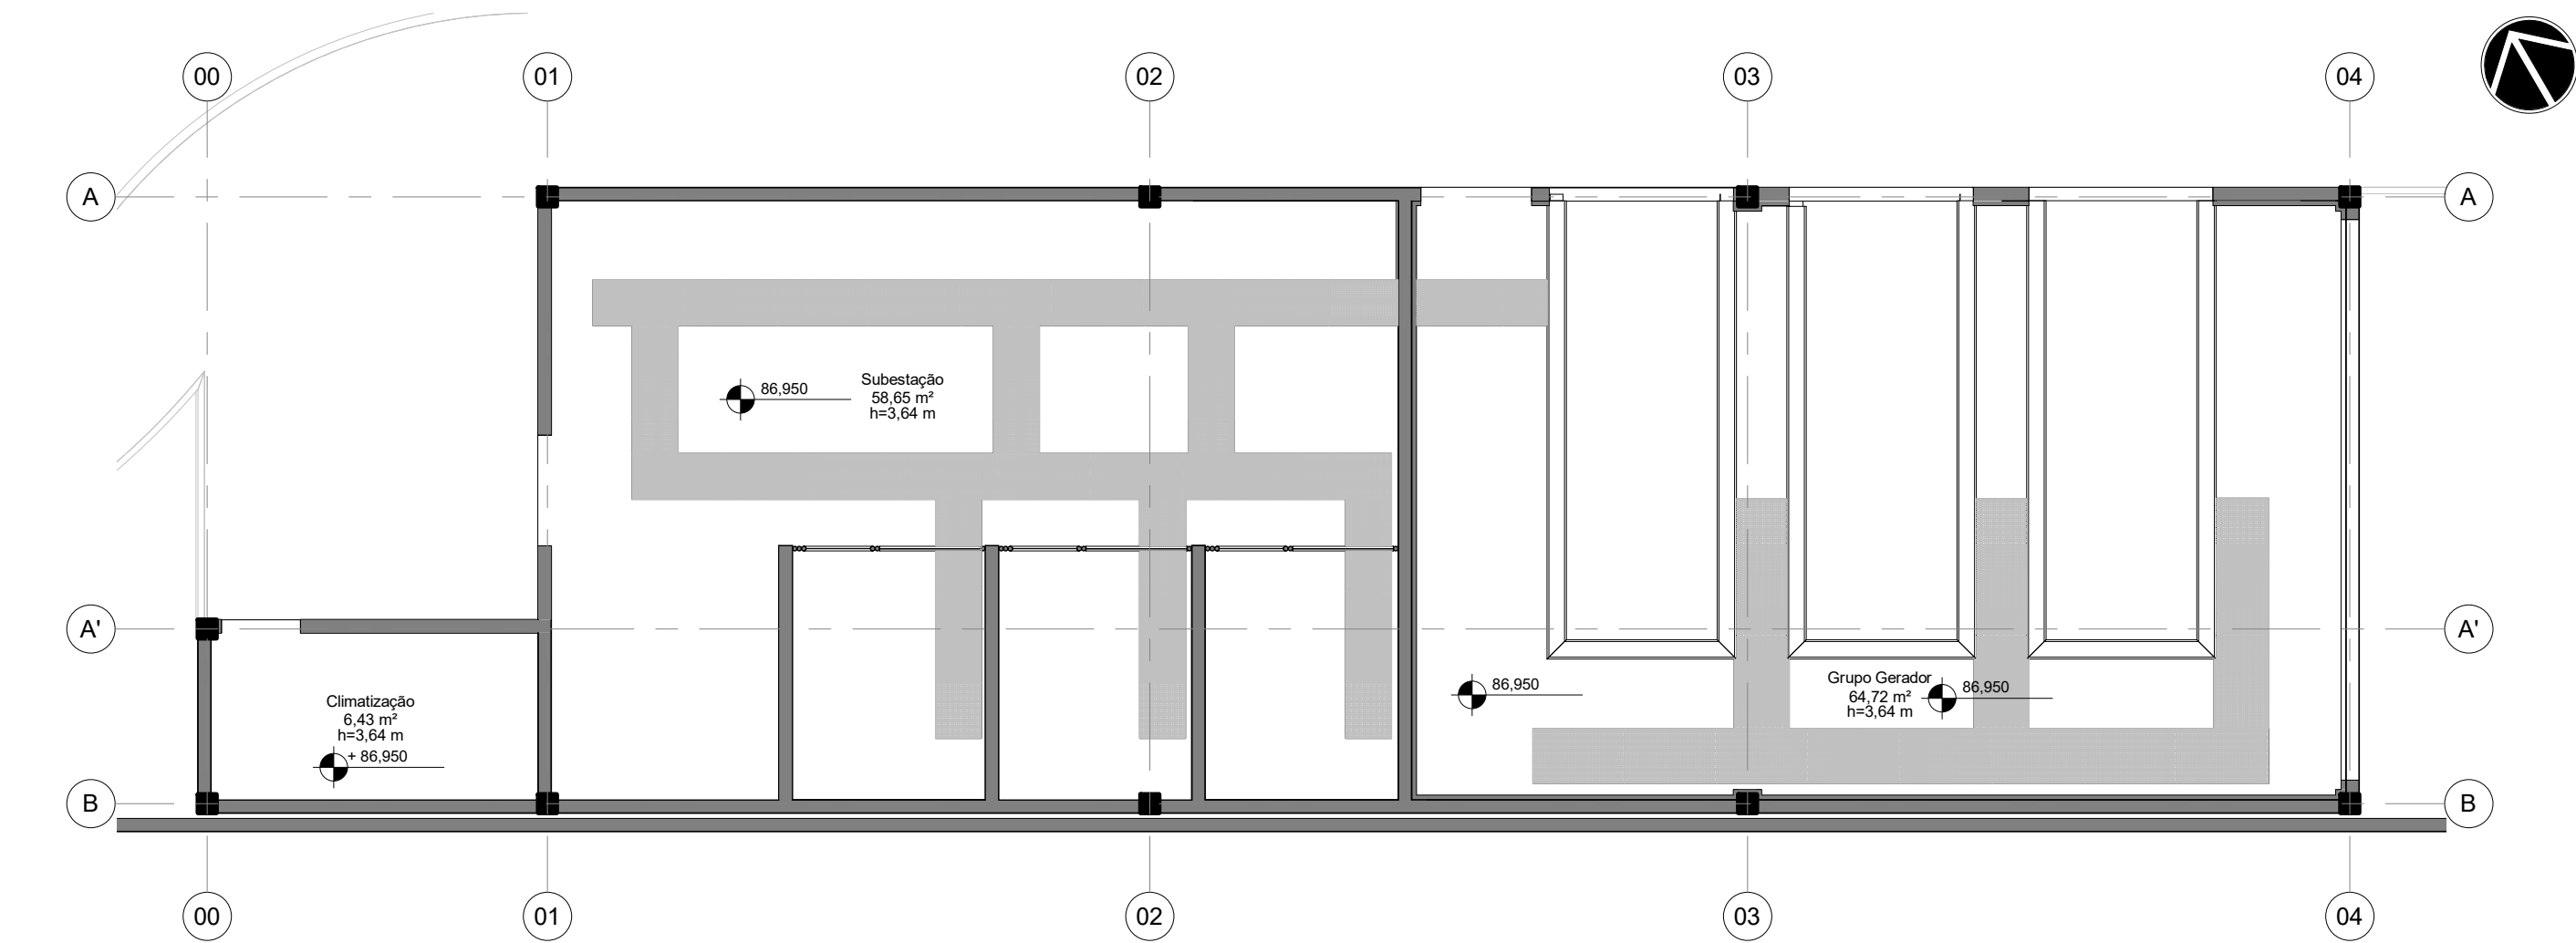 00
01
02
03
04
A
A
86,950
Subestação
58,65 m²
h=3,64 m
A'
A'
Climatização
6,43 m²
h=3,64 m
+ 86,950
86,950
Grupo Gerador
64,72 m²
h=3,64 m
86,950
B
B
00
01
02
03
04